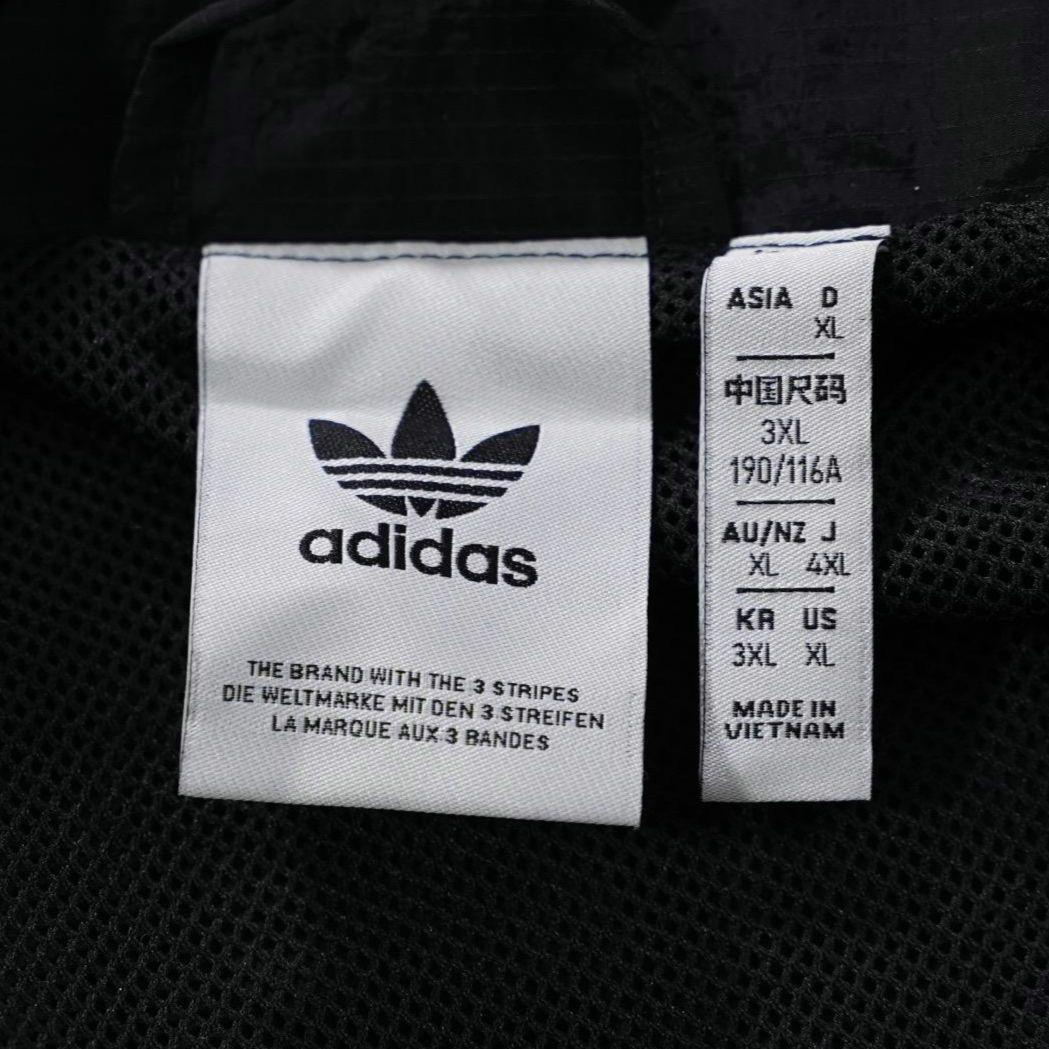 adidas
THE BRAND WITH THE 3 STRIPES
DIE WELTMARKE MIT DEN 3 STREIFEN
LA MARQUE AUX 3 BANDES
ASIA D
XL
中国尺码
3XL
190/116A
AU/NZ J
XL 4XL
KR US
3XL XL
MADE IN
VIETNAM